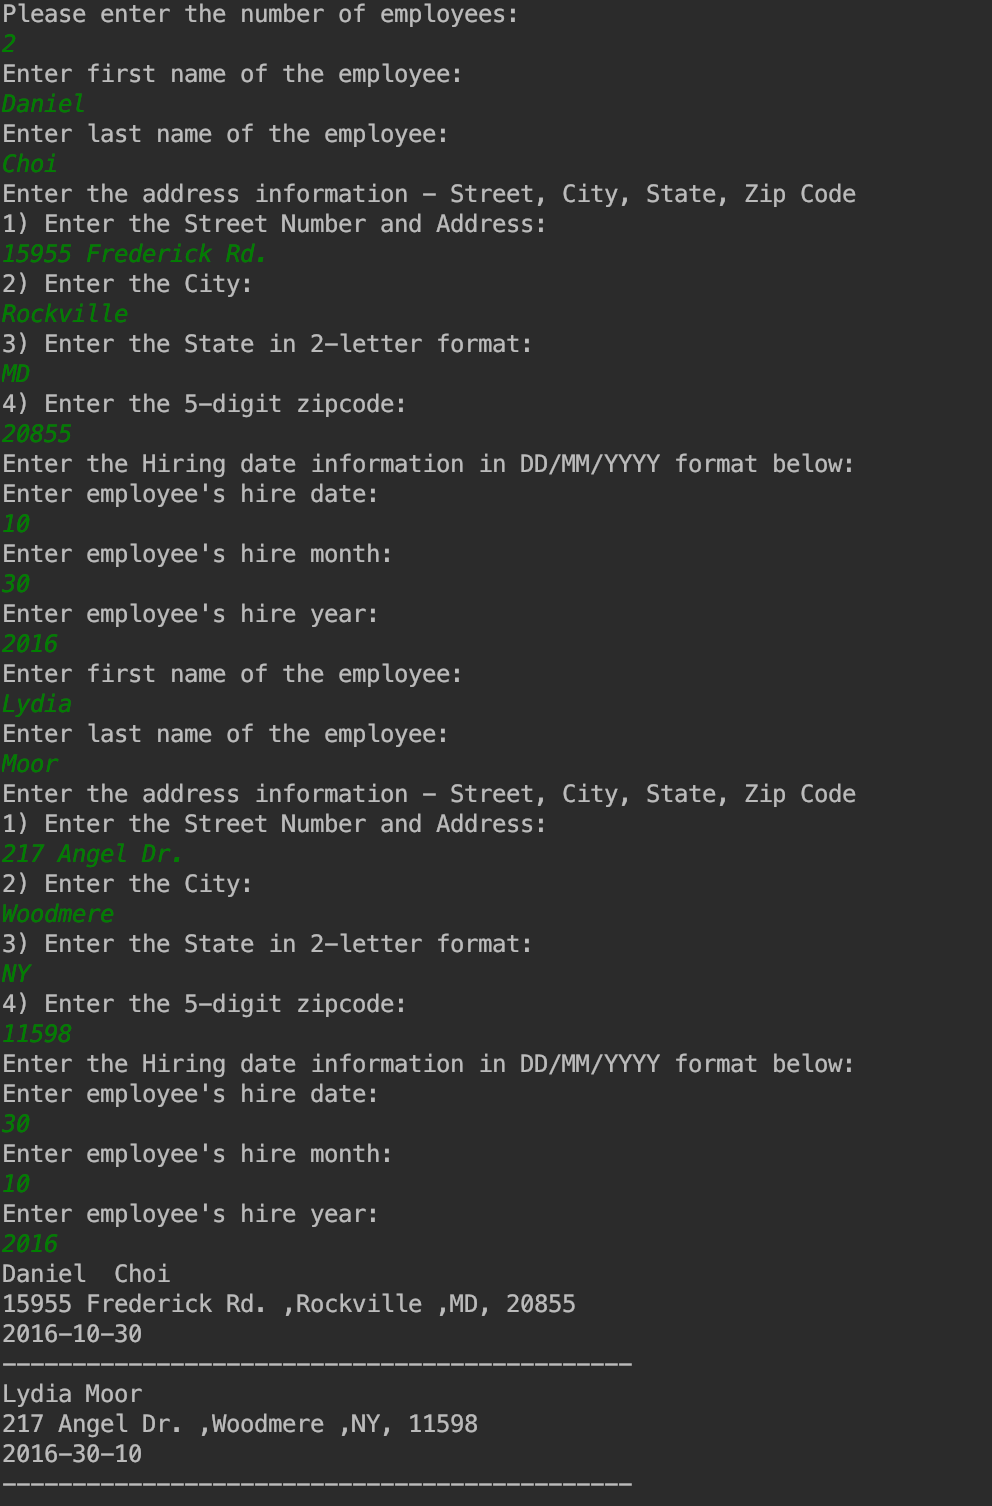 Please enter the number of employees:
2
Enter first name of the employee:
Daniel
Enter last name of the employee:
Choi
Enter the address information – Street, City, State, Zip Code
1) Enter the Street Number and Address:
15955 Frederick Rd.
2) Enter the City:
Rockville
3) Enter the State in 2-letter format:
MD
4) Enter the 5-digit zipcode:
20855
Enter the Hiring date information in DD/MM/YYYY format below:
Enter employee's hire date:
10
Enter employee's hire month:
30
Enter employee's hire year:
2016
Enter first name of the employee:
Lydia
Enter last name of the employee:
Moor
Enter the address information – Street, City, State, Zip Code
1) Enter the Street Number and Address:
217 Angel Dr.
2) Enter the City:
Woodmere
3) Enter the State in 2-letter format:
NY
4) Enter the 5-digit zipcode:
11598
Enter the Hiring date information in DD/MM/YYYY format below:
Enter employee's hire date:
30
Enter employee's hire month:
10
Enter employee's hire year:
2016
Daniel  Choi
15955 Frederick Rd. ,Rockville ,MD, 20855
2016-10-30
---------------------------------------------
Lydia Moor
217 Angel Dr. ,Woodmere ,NY, 11598
2016-30-10
---------------------------------------------